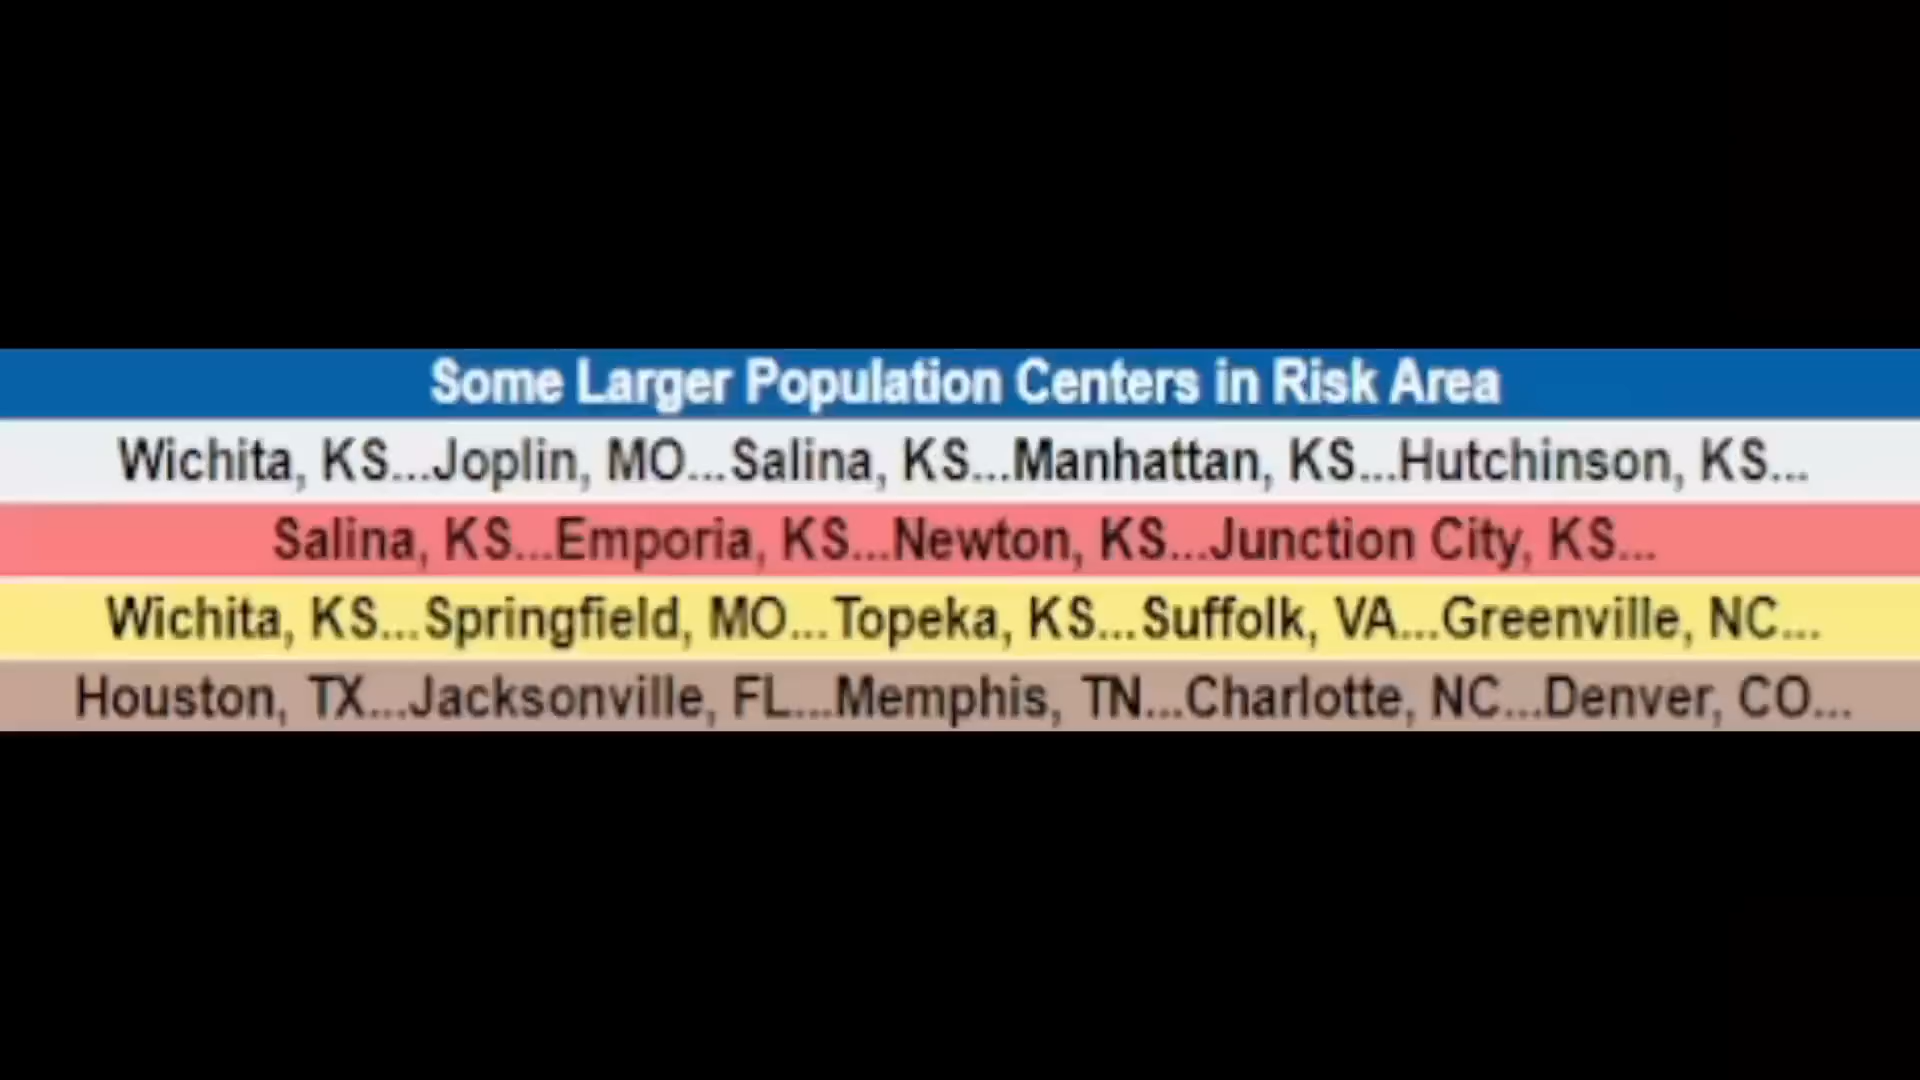 Some Larger Population Centers in Risk Area
Wichita, KS...Joplin, MO...Salina, KS...Manhattan, KS...Hutchinson, KS...
Salina, KS...Emporia, KS...Newton, KS...Junction City, KS...
Wichita, KS...Springfield, MO...Topeka, KS...Suffolk, VA...Greenville, NC...
Houston, TX...Jacksonville, FL...Memphis, TN...Charlotte, NC...Denver, CO...